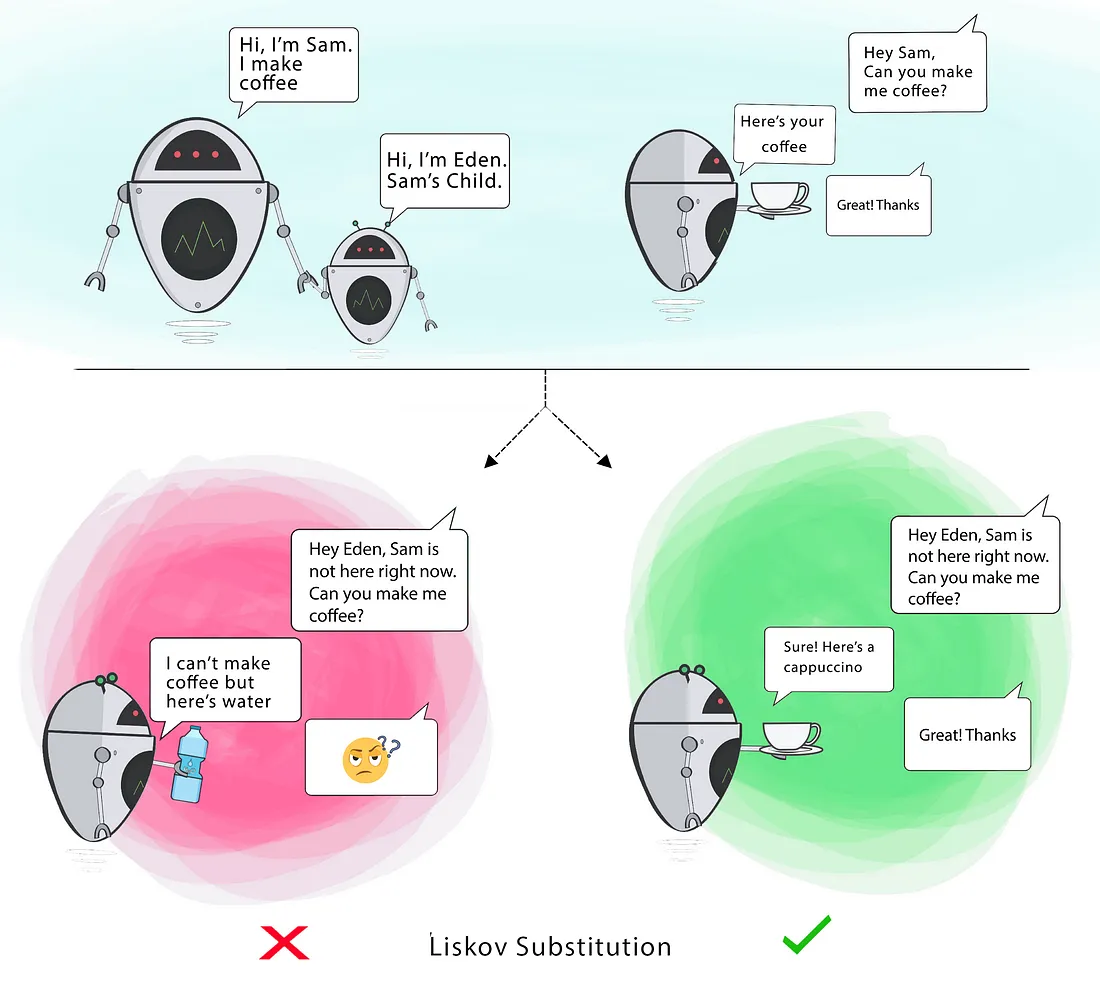 Hi, I'm Sam.
I make
coffee
Hi, I'm Eden.
Sam's Child.
Hey Sam,
Can you make
me coffee?
Here's your
coffee
Great! Thanks
Hey Eden, Sam is
not here right now.
Can you make me
coffee?
I can't make
coffee but
here's water
??
Hey Eden, Sam is
not here right now.
Can you make me
coffee?
Sure! Here's a
cappuccino
Great! Thanks
Liskov Substitution